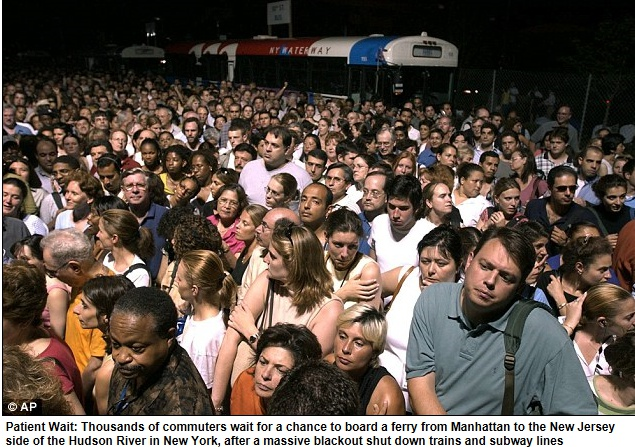 NY WATERWAY
© AP
Patient Wait: Thousands of commuters wait for a chance to board a ferry from Manhattan to the New Jersey
side of the Hudson River in New York, after a massive blackout shut down trains and subway lines